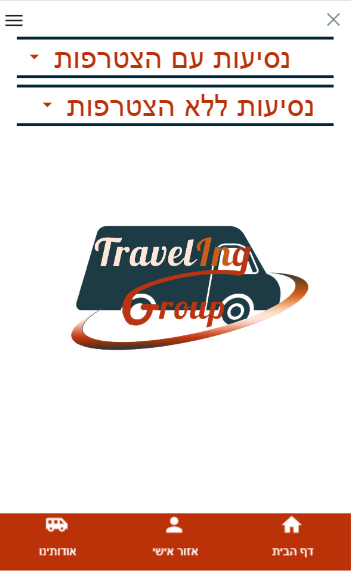 נסיעות עם הצטרפות
נסיעות ללא הצטרפות
TravelIng
Group
דף הבית
אזור אישי
אודותינו